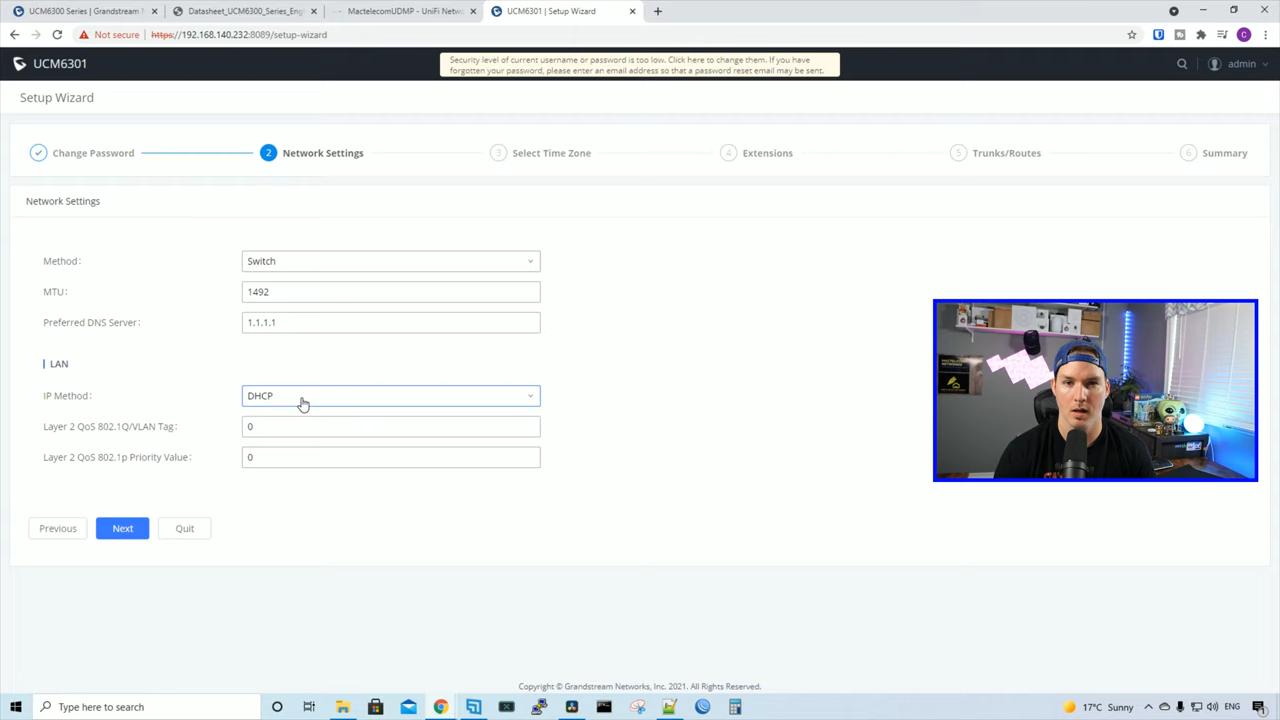 UCM6300 Series | Grandstream N
Datasheet_UCM6300_Series_Eng
MactelecomUDMP - UniFi Netwo
UCM6301 | Setup Wizard
Not secure
https://192.168.140.232:8089/setup-wizard
C
UCM6301
Security level of current username or password is too low. Click here to change them. If you have
forgotten your password, please enter an email address so that a password reset email may be sent.
admin
Setup Wizard
Change Password
2 Network Settings
3 Select Time Zone
4 Extensions
5 Trunks/Routes
6 Summary
Network Settings
Method: Switch
MTU: 1492
Preferred DNS Server: 1.1.1.1
LAN
IP Method: DHCP
Layer 2 QoS 802.1Q/VLAN Tag: 0
Layer 2 QoS 802.1p Priority Value: 0
Previous
Next
Quit
Copyright © Grandstream Networks, Inc. 2021. All Rights Reserved.
Type here to search
17°C Sunny
ENG